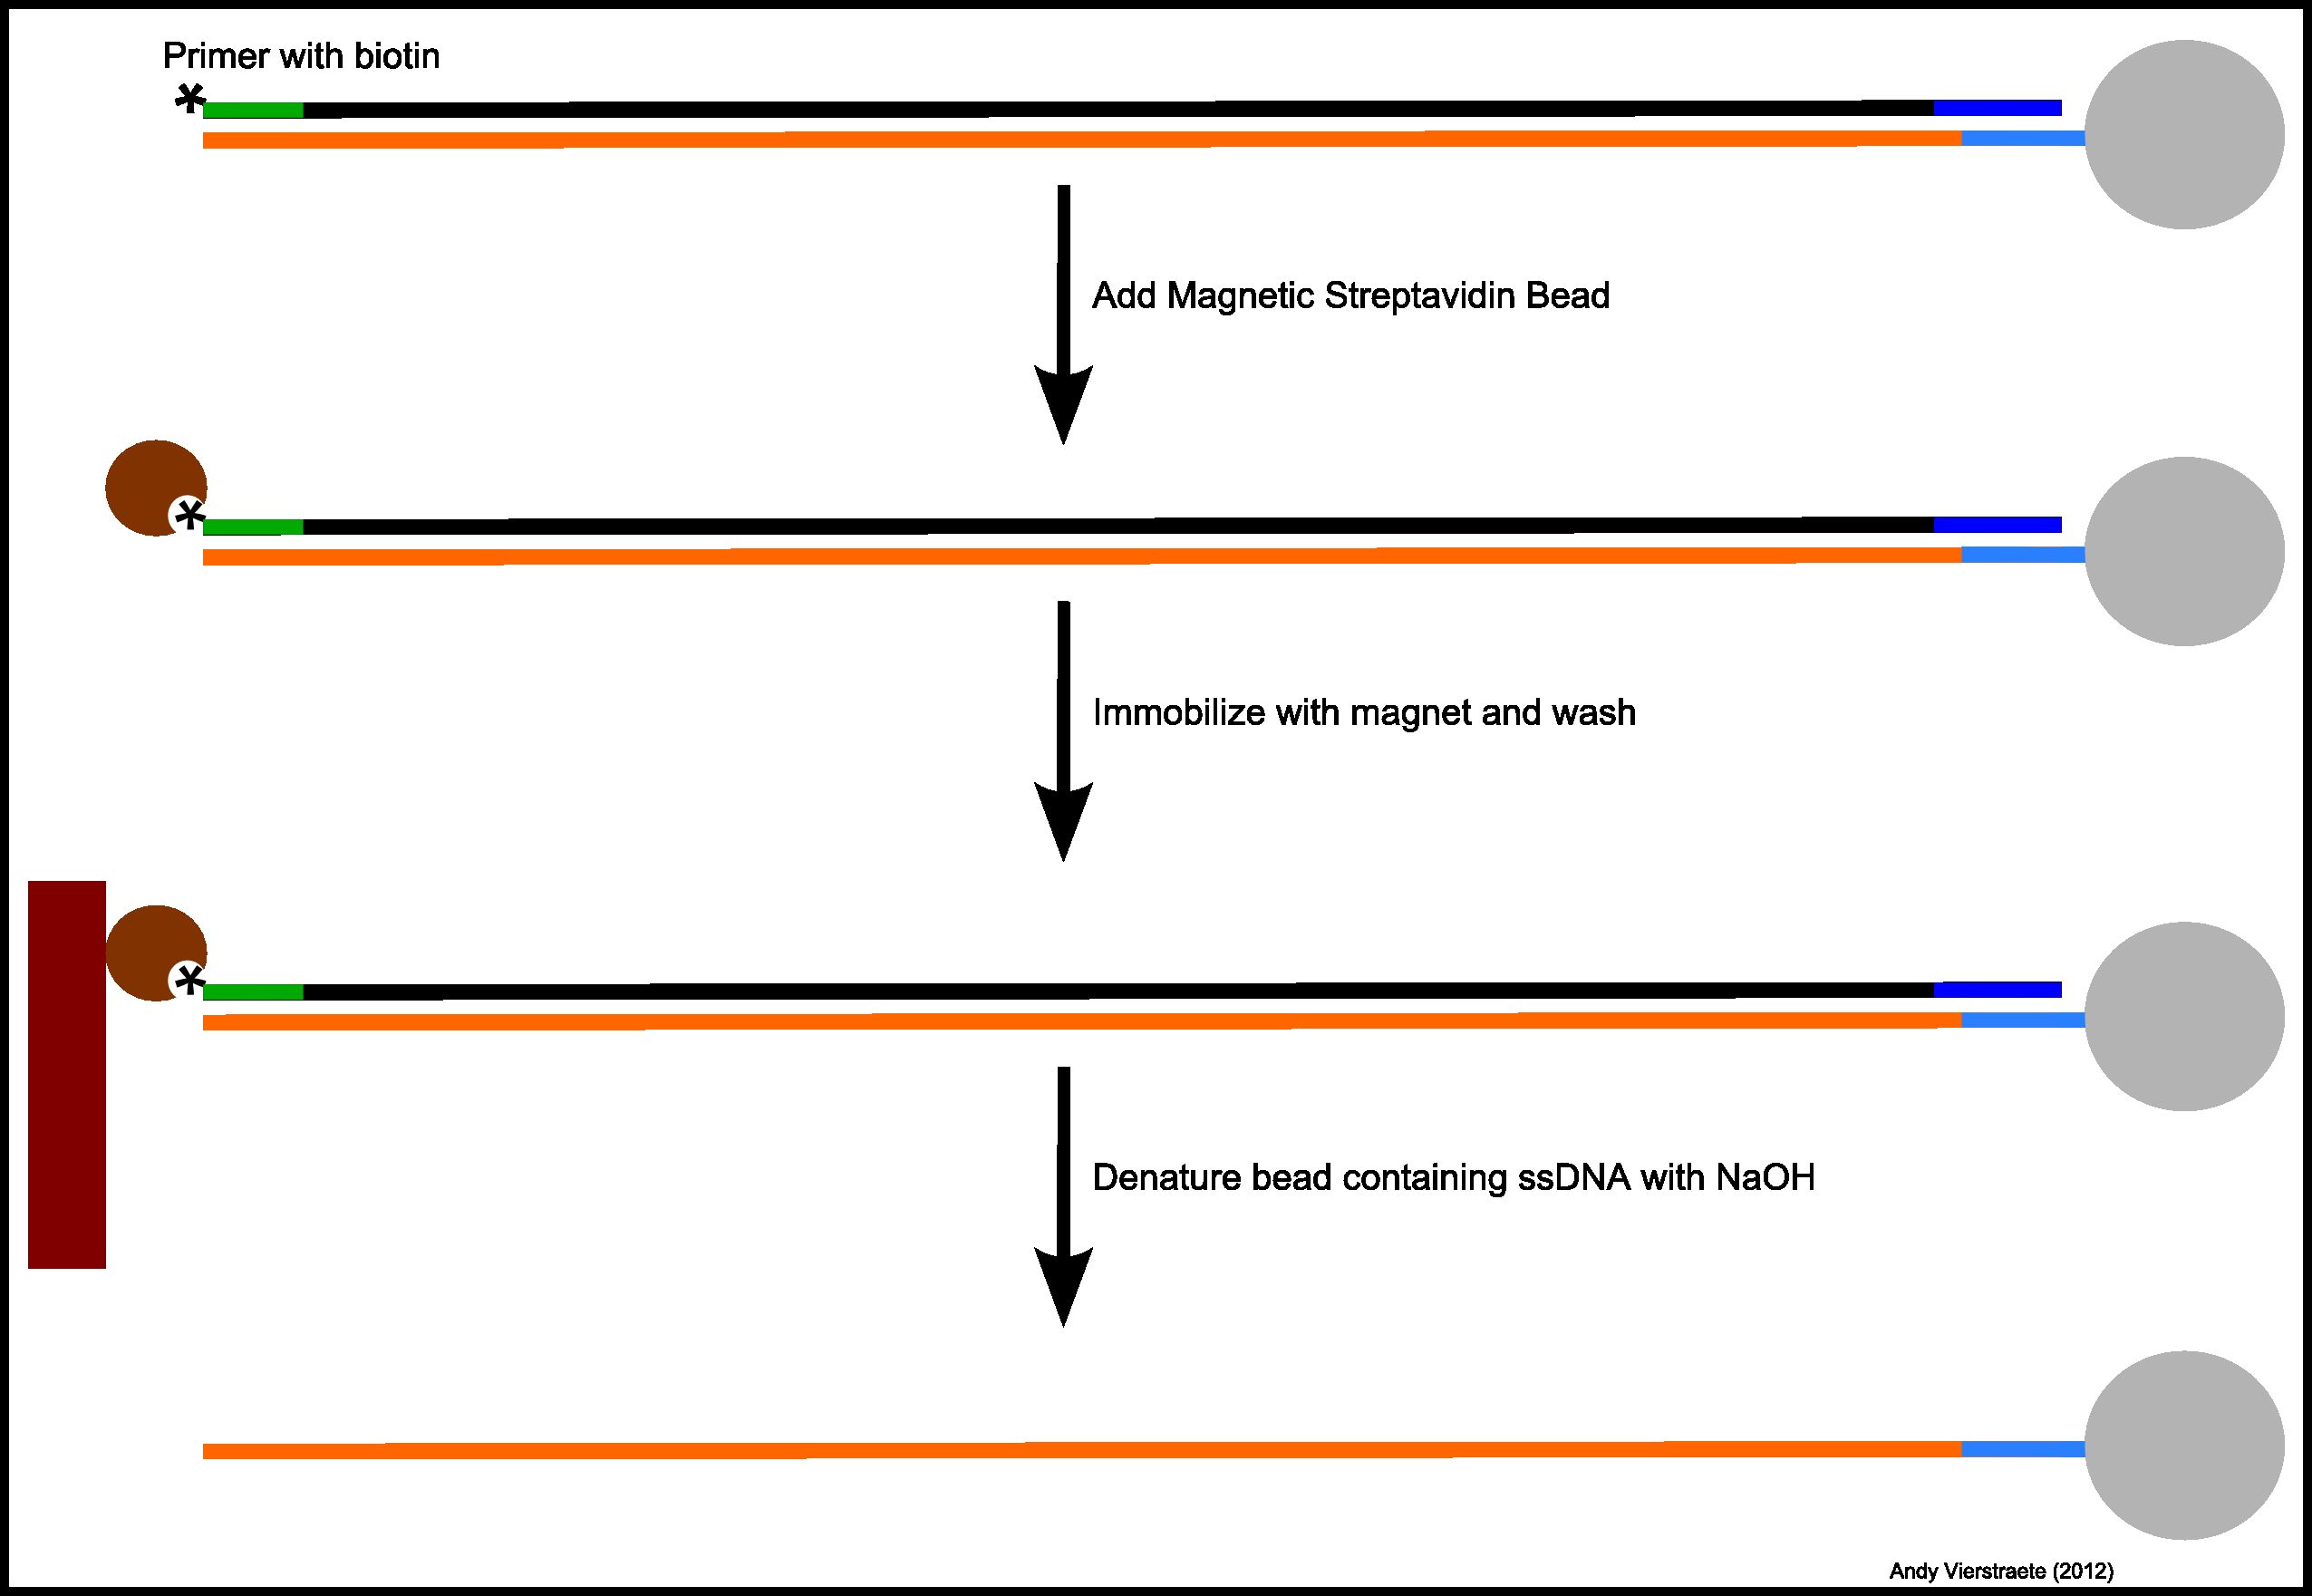 Primer with biotin
*
Add Magnetic Streptavidin Bead
*
Immobilize with magnet and wash
*
Denature bead containing ssDNA with NaOH
Andy Vierstraete (2012)